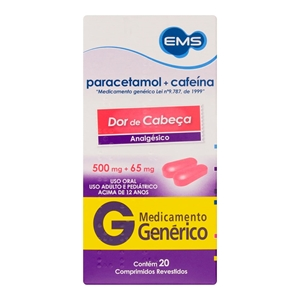 EMS
paracetamol + cafeína
"Medicamento genérico Lei nº9.787, de 1999"
Dor de Cabeça
Analgésico
500 mg + 65 mg
USO ORAL
USO ADULTO E PEDIÁTRICO
ACIMA DE 12 ANOS
G Medicamento
Genérico
Contém 20
Comprimidos Revestidos